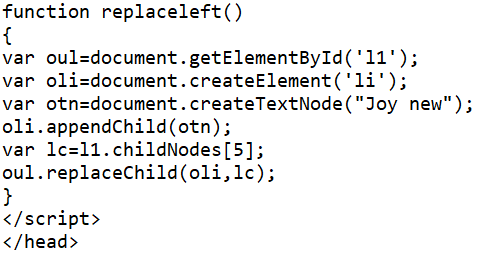 function replaceleft()
{
var oul=document.getElementById('l1');
var oli=document.createElement('li');
var otn=document.createTextNode("Joy new");
oli.appendChild(otn);
var lc=l1.childNodes[5];
oul.replaceChild(oli,lc);
}
</script>
</head>